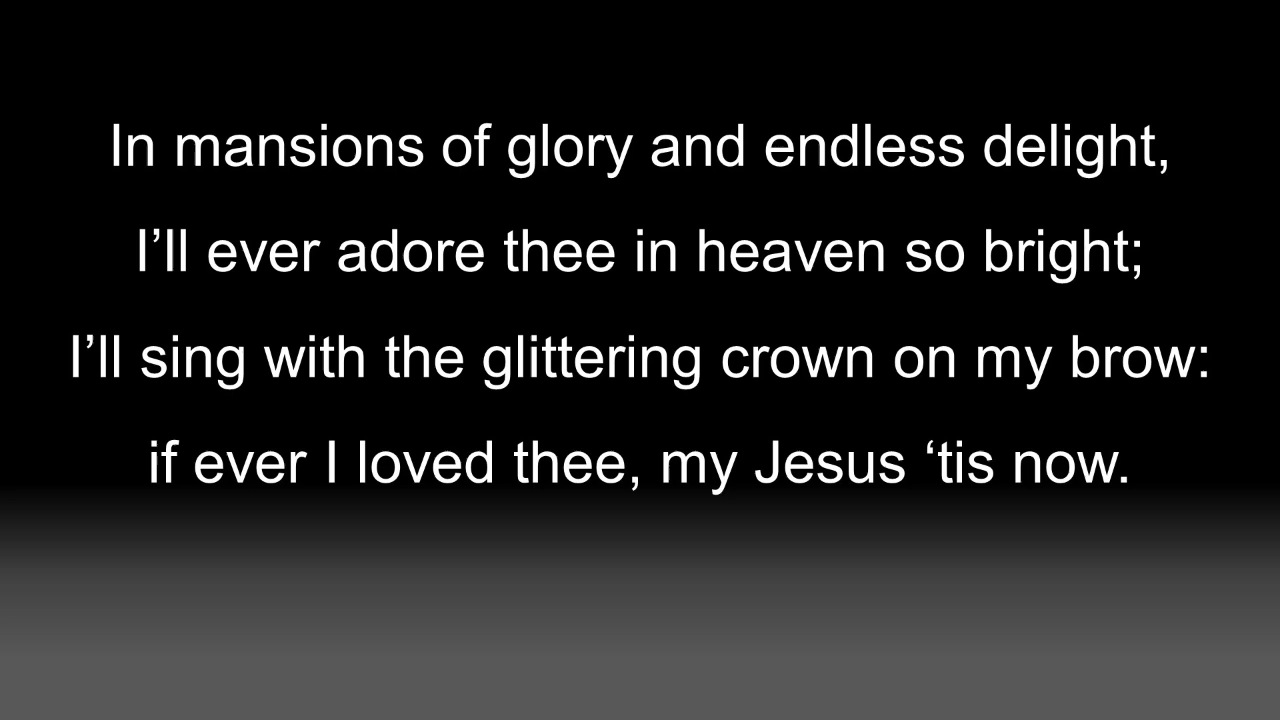 In mansions of glory and endless delight,
I’ll ever adore thee in heaven so bright;
I’ll sing with the glittering crown on my brow:
if ever I loved thee, my Jesus ‘tis now.